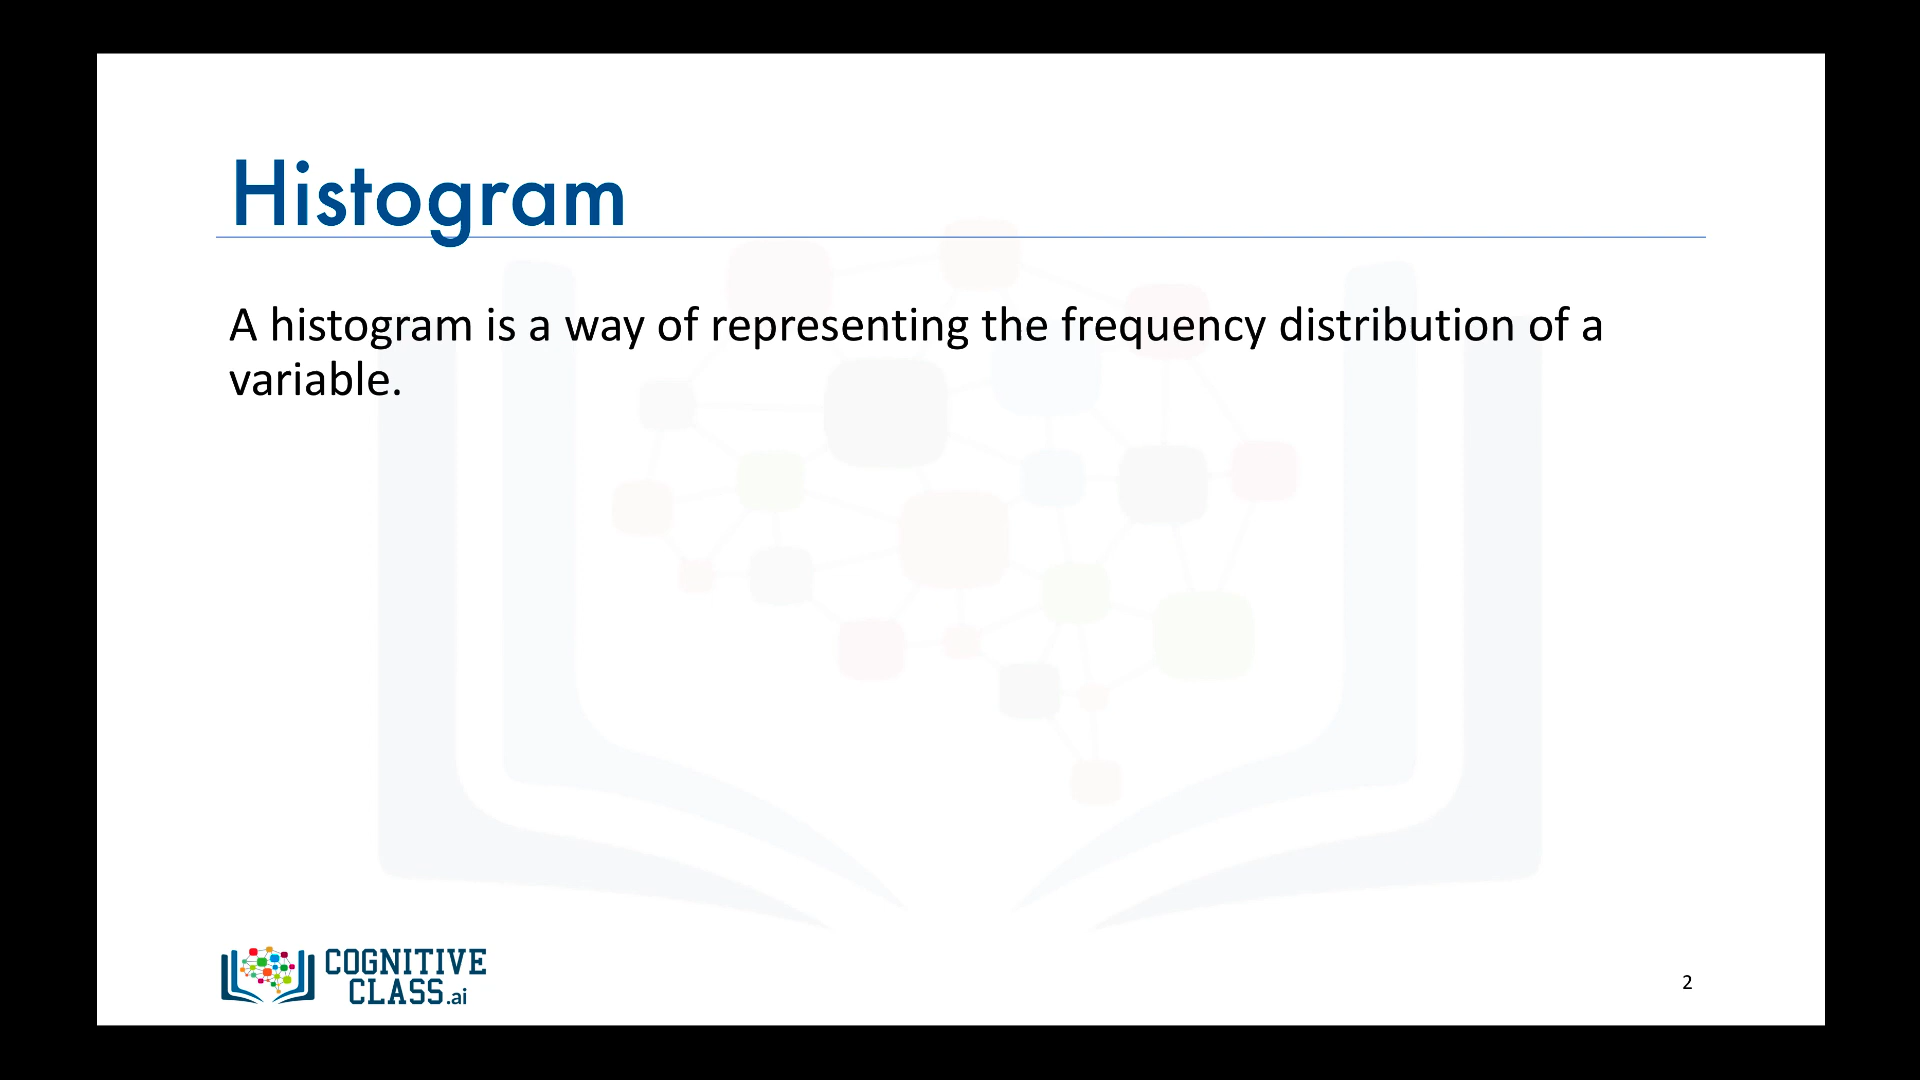 Histogram
A histogram is a way of representing the frequency distribution of a
variable.
COGNITIVE
CLASS.ai
2